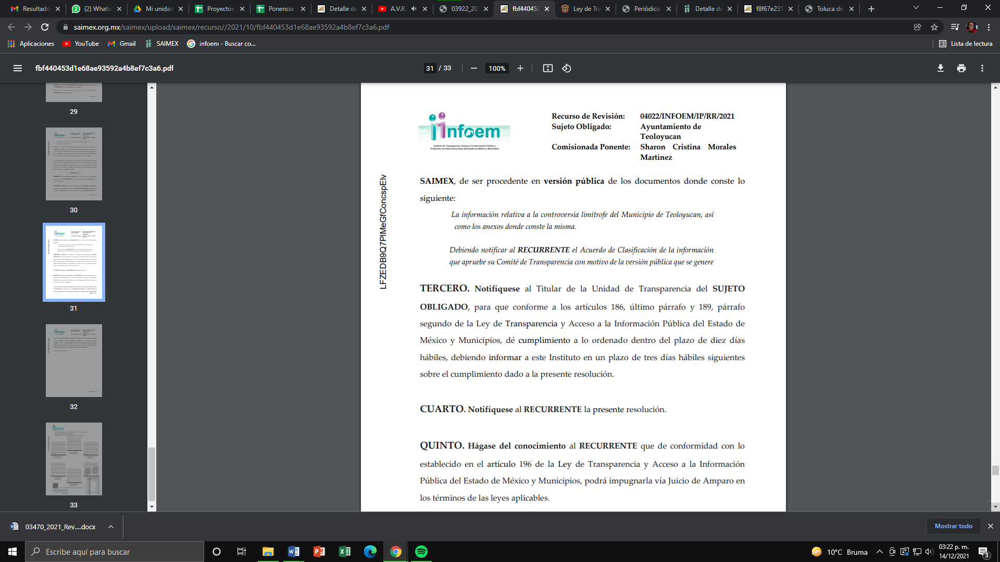 Resultado
(2) Whats
Mi unidad
Proyectos
Ponencia
Detalle de
A.V.R.
03922_20
fbf440453
Ley de Tra
Periódico
Detalle de
f8f67e235
Toluca de
saimex.org.mx/saimex/upload/saimex/recurso//2021/10/fbf440453d1e68ae93592a4b8ef7c3a6.pdf
Aplicaciones
YouTube
Gmail
SAIMEX
infoem - Buscar co...
Lista de lectura
fbf440453d1e68ae93592a4b8ef7c3a6.pdf
31 / 33
100%
29
30
31
32
33
infoem
Instituto de Transparencia, Acceso a la Información Pública y
Protección de Datos Personales del Estado de México y Municipios
Recurso de Revisión: 04022/INFOEM/IP/RR/2021
Sujeto Obligado: Ayuntamiento de
Teoloyucan
Comisionada Ponente: Sharon Cristina Morales
Martínez
LFZEDB9Q7PlMeGfConcspElv
SAIMEX, de ser procedente en versión pública de los documentos donde conste lo
siguiente:
La información relativa a la controversia limítrofe del Municipio de Teoloyucan, así
como los anexos donde conste la misma.
Debiendo notificar al RECURRENTE el Acuerdo de Clasificación de la información
que apruebe su Comité de Transparencia con motivo de la versión pública que se genere
TERCERO. Notifíquese al Titular de la Unidad de Transparencia del SUJETO
OBLIGADO, para que conforme a los artículos 186, último párrafo y 189, párrafo
segundo de la Ley de Transparencia y Acceso a la Información Pública del Estado de
México y Municipios, dé cumplimiento a lo ordenado dentro del plazo de diez días
hábiles, debiendo informar a este Instituto en un plazo de tres días hábiles siguientes
sobre el cumplimiento dado a la presente resolución.
CUARTO. Notifíquese al RECURRENTE la presente resolución.
QUINTO. Hágase del conocimiento al RECURRENTE que de conformidad con lo
establecido en el artículo 196 de la Ley de Transparencia y Acceso a la Información
Pública del Estado de México y Municipios, podrá impugnarla vía Juicio de Amparo en
los términos de las leyes aplicables.
03470_2021_Rev....docx
Mostrar todo
Escribe aquí para buscar
10°C Bruma
03:22 p. m.
14/12/2021
3